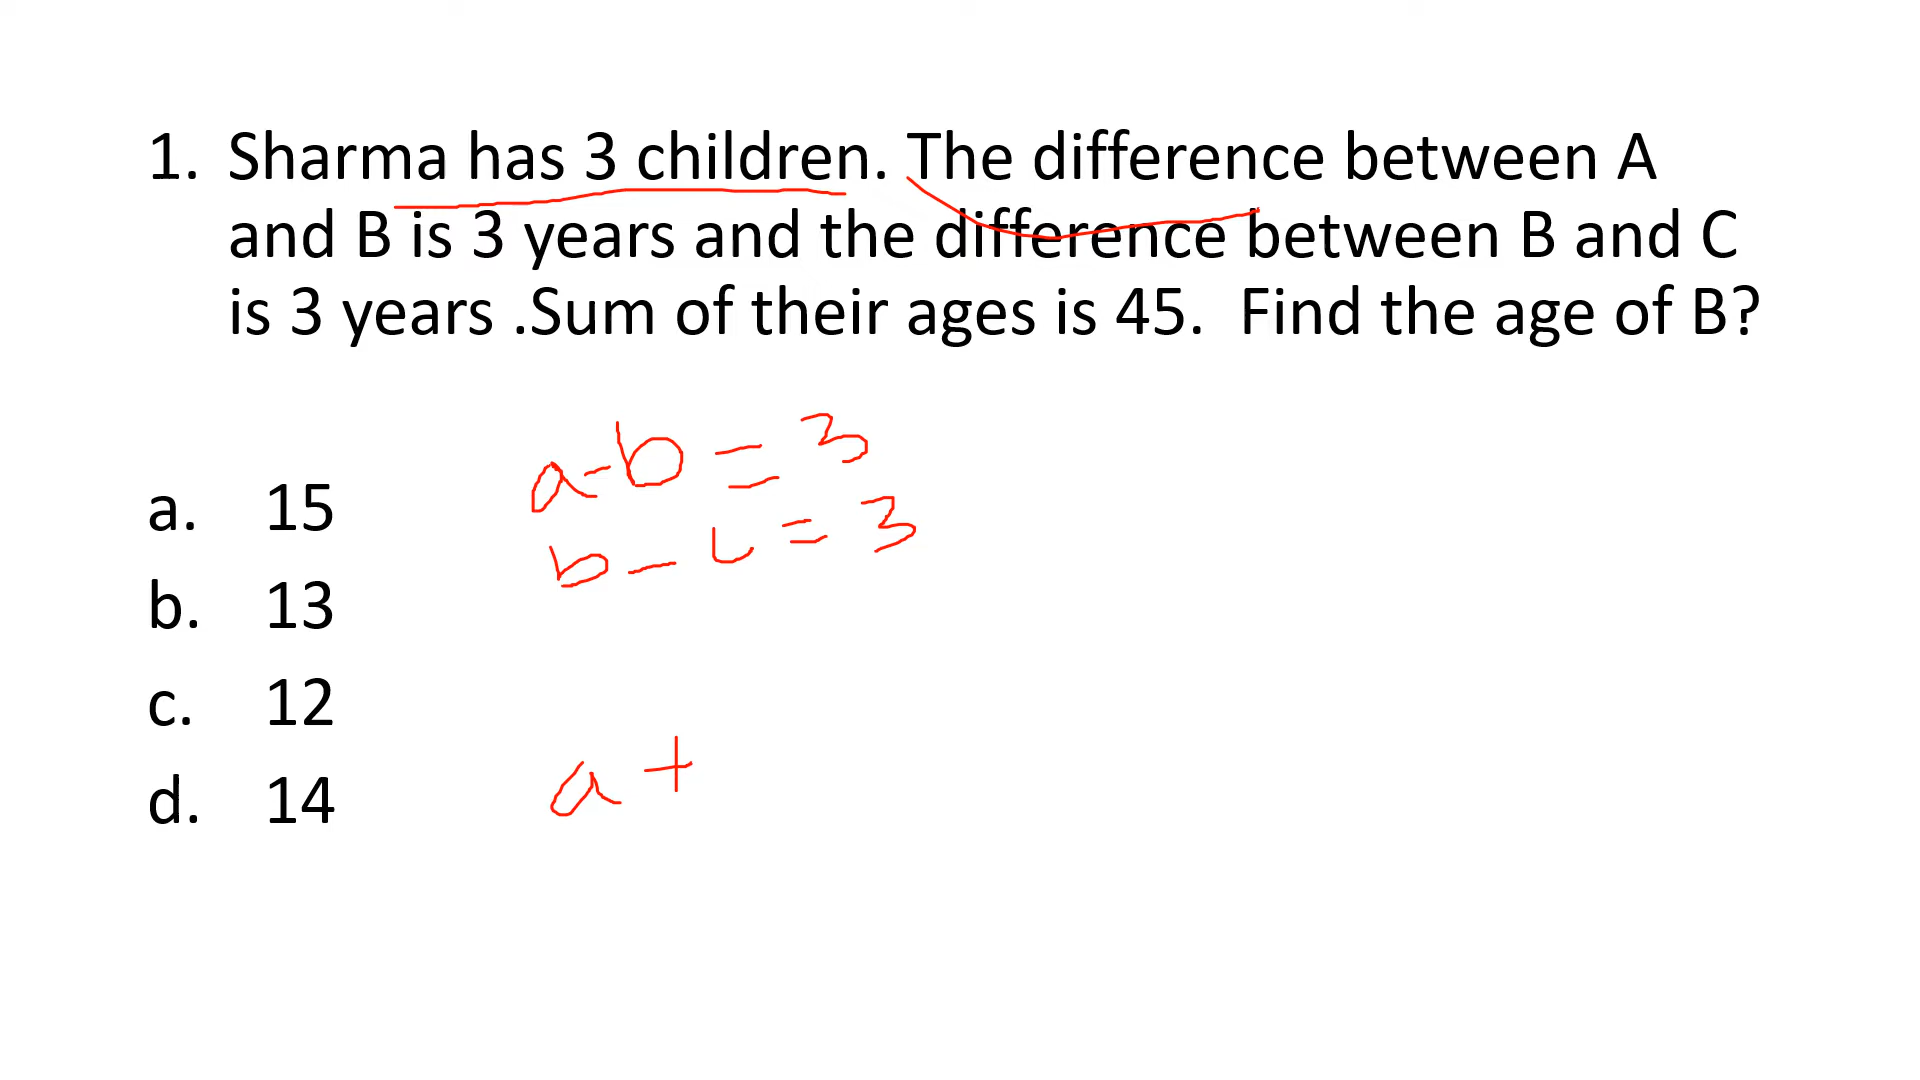 1. Sharma has 3 children. The difference between A
and B is 3 years and the difference between B and C
is 3 years .Sum of their ages is 45. Find the age of B?
a-b=3
a. 15
b-c=3
b. 13
c. 12
a+
d. 14